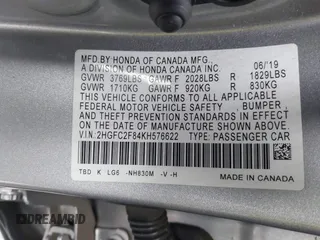 MFD. BY HONDA OF CANADA MFG. 06/19
A DIVISION OF HONDA CANADA INC.
GVWR 3769LBS GAWR F 2028LBS R 1829LBS
GVWR 1710KG GAWR F 920KG R 830KG
THIS VEHICLE CONFORMS TO ALL APPLICABLE
FEDERAL MOTOR VEHICLE SAFETY, BUMPER,
AND THEFT PREVENTION STANDARDS IN EFFECT
ON THE DATE OF MANUFACTURE SHOWN ABOVE.
V.I.N: 2HGFC2F84KH576622 TYPE: PASSENGER CAR
TBD K LG6 -NH830M -V -H
MADE IN CANADA
DREAMBID